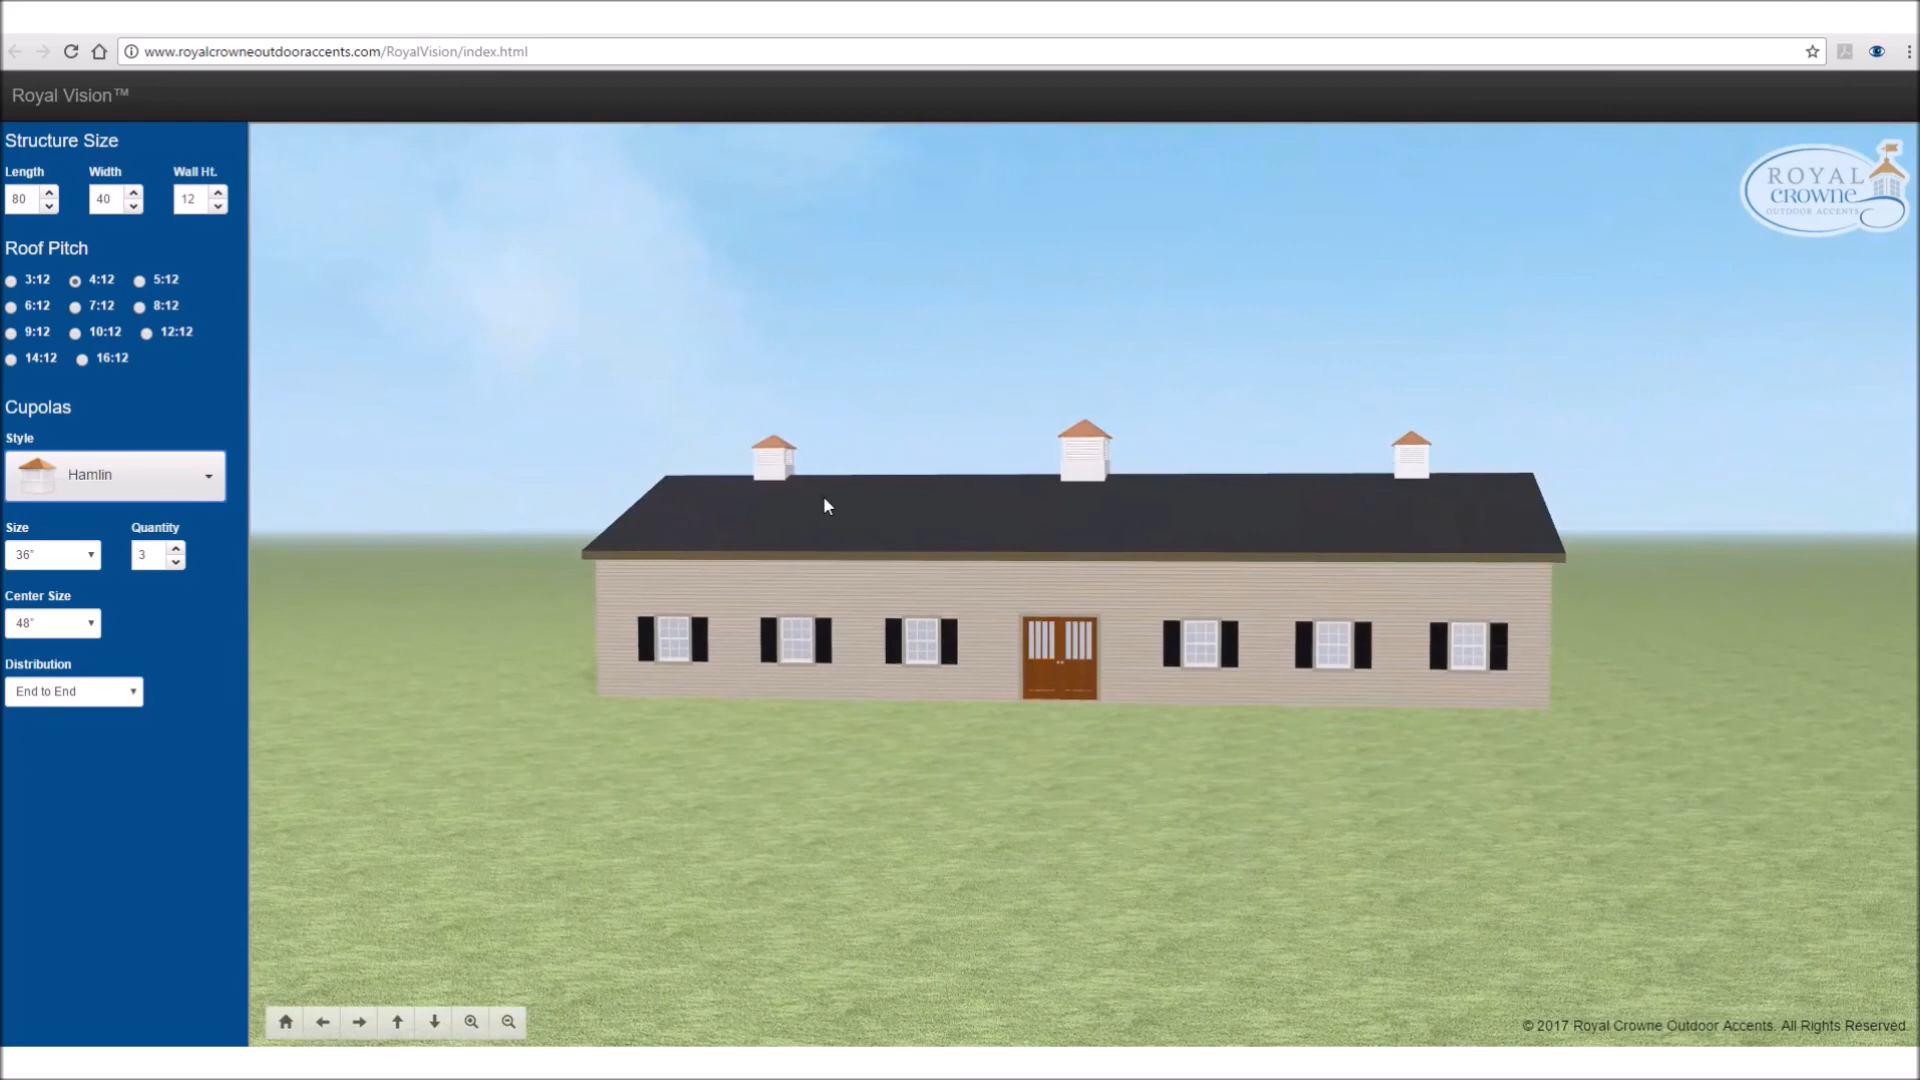 www.royalcrowneoutdooraccents.com/RoyalVision/index.html
Royal Vision™
Structure Size
Length Width Wall Ht.
80 40 12
Roof Pitch
3:12 4:12 5:12
6:12 7:12 8:12
9:12 10:12 12:12
14:12 16:12
Cupolas
Style
Hamlin
Size Quantity
36" 3
Center Size
48"
Distribution
End to End
ROYAL
CROWNE
OUTDOOR ACCENTS
© 2017 Royal Crowne Outdoor Accents. All Rights Reserved.